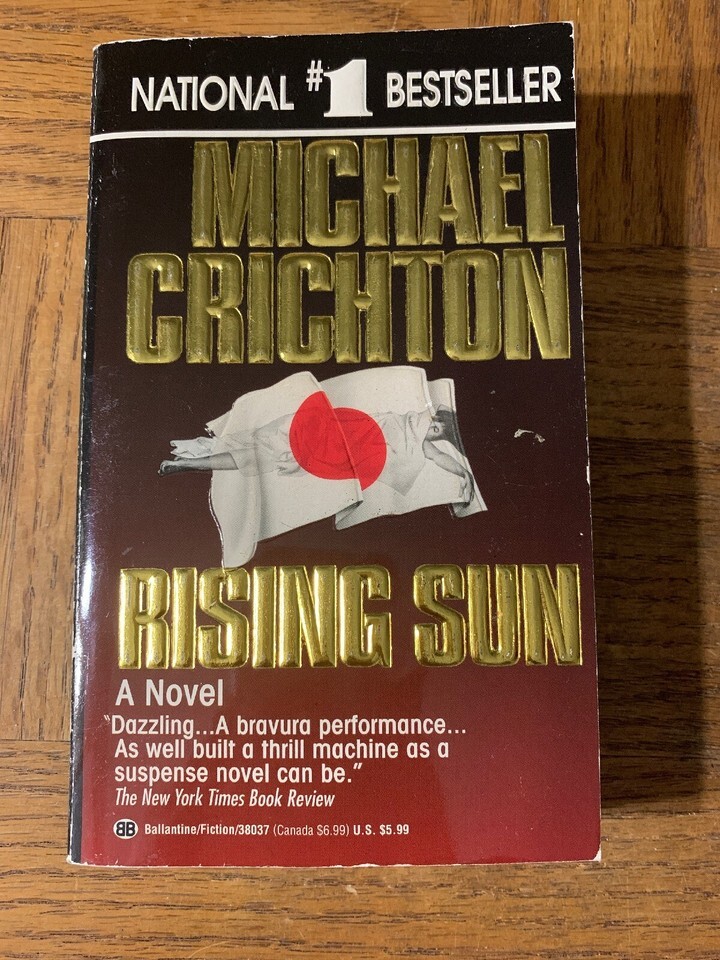 NATIONAL #1 BESTSELLER
MICHAEL
CRICHTON
RISING SUN
A Novel
"Dazzling...A bravura performance...
As well built a thrill machine as a
suspense novel can be."
The New York Times Book Review
BB Ballantine/Fiction/38037 (Canada $6.99) U.S. $5.99